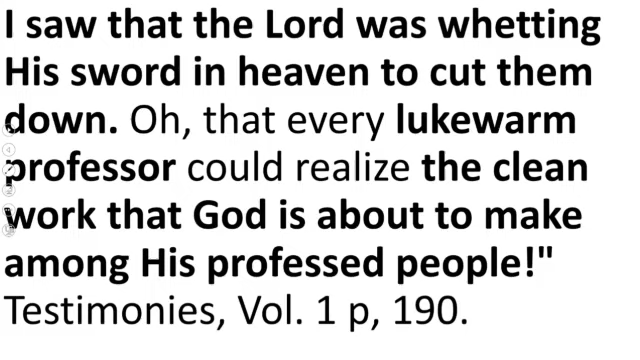 I saw that the Lord was whetting
His sword in heaven to cut them
down. Oh, that every lukewarm
professor could realize the clean
work that God is about to make
among His professed people!"
Testimonies, Vol. 1 p, 190.